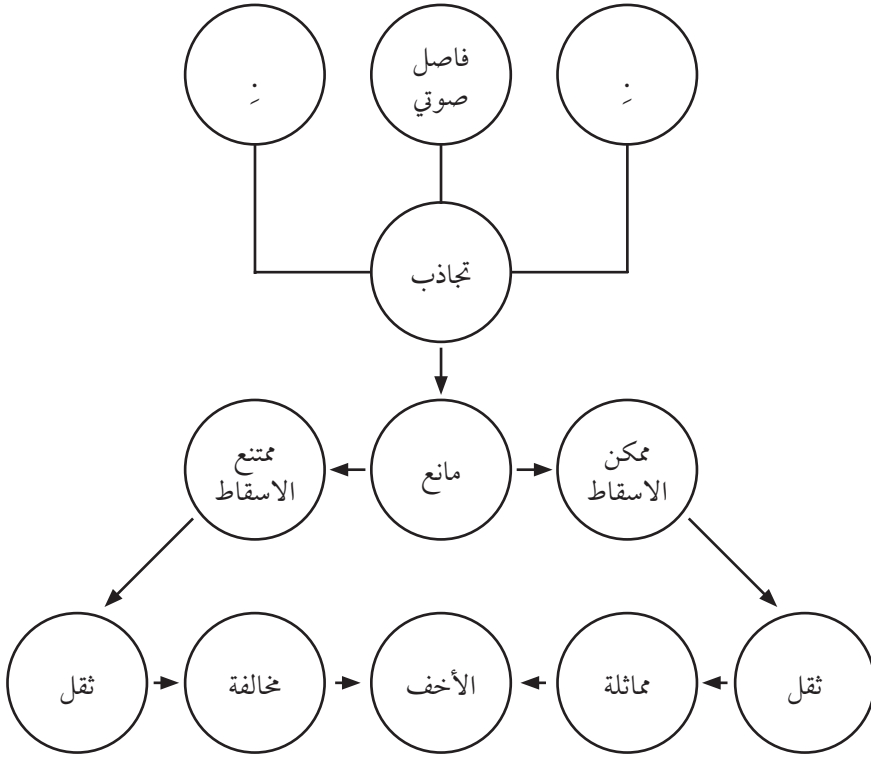 نِ
فاصل
صوتي
نِ
تجاذب
ممكن
الاسقاط
مانع
ممتنع
الاسقاط
ثقل
مماثلة
الأخف
مخالفة
ثقل